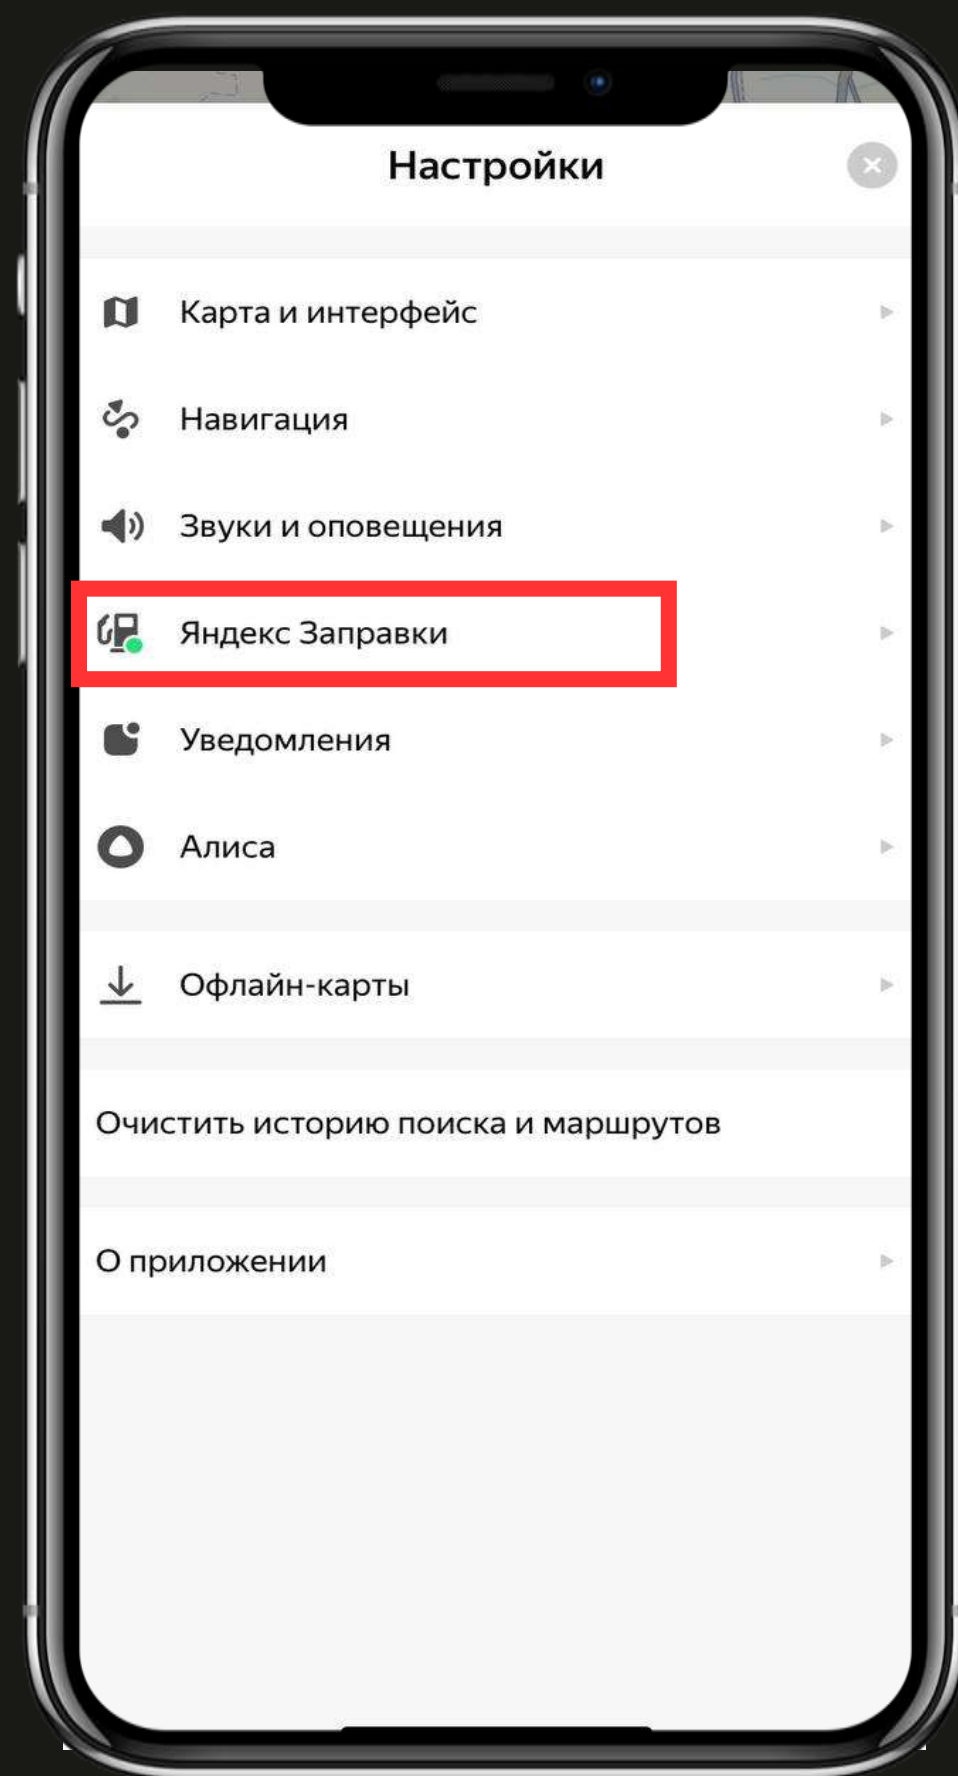 Настройки
Карта и интерфейс
Навигация
Звуки и оповещения
Яндекс Заправки
Уведомления
Алиса
Офлайн-карты
Очистить историю поиска и маршрутов
О приложении